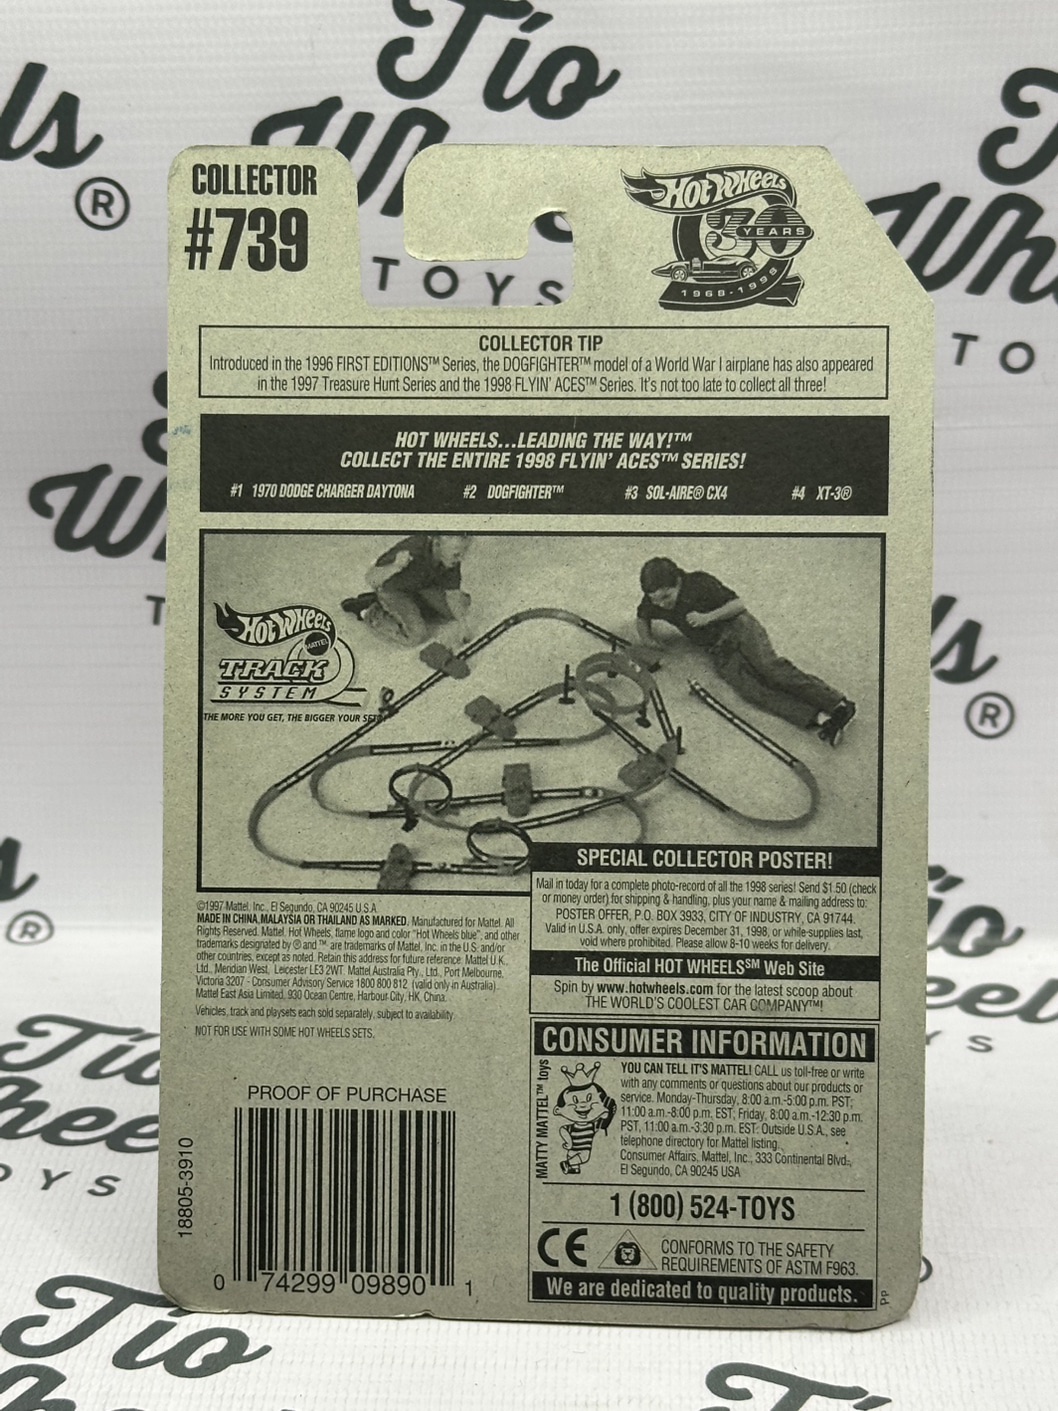 Tío
Wheels
®
TOYS
COLLECTOR
#739
HOT WHEELS
30
YEARS
1968-1998
COLLECTOR TIP
Introduced in the 1996 FIRST EDITIONS™ Series, the DOGFIGHTER™ model of a World War I airplane has also appeared
in the 1997 Treasure Hunt Series and the 1998 FLYIN' ACES™ Series. It's not too late to collect all three!
HOT WHEELS...LEADING THE WAY!™
COLLECT THE ENTIRE 1998 FLYIN' ACES™ SERIES!
#1 1970 DODGE CHARGER DAYTONA #2 DOGFIGHTER™ #3 SOL-AIRE® CX4 #4 XT-3®
HOT WHEELS
MATTEL
TRACK
SYSTEM
THE MORE YOU GET, THE BIGGER YOUR SETS
SPECIAL COLLECTOR POSTER!
Mail in today for a complete photo-record of all the 1998 series! Send $1.50 (check
or money order) for shipping & handling, plus your name & mailing address to:
POSTER OFFER, P.O. BOX 3933, CITY OF INDUSTRY, CA 91744.
Valid in U.S.A. only, offer expires December 31, 1998, or while supplies last,
void where prohibited. Please allow 8-10 weeks for delivery.
The Official HOT WHEELS℠ Web Site
Spin by www.hotwheels.com for the latest scoop about
THE WORLD'S COOLEST CAR COMPANY™!
©1997 Mattel, Inc., El Segundo, CA 90245 U.S.A.
MADE IN CHINA, MALAYSIA OR THAILAND AS MARKED. Manufactured for Mattel. All
Rights Reserved. Mattel, Hot Wheels, flame logo and color "Hot Wheels blue", and other
trademarks designated by ® and ™ are trademarks of Mattel, Inc. in the U.S. and/or
other countries, except as noted. Retain this address for future reference: Mattel U.K.,
Ltd., Meridian West, Leicester LE3 2WT. Mattel Australia Pty., Ltd., Port Melbourne,
Victoria 3207 - Consumer Advisory Service 1800 800 812 (valid only in Australia).
Mattel East Asia Limited, 930 Ocean Centre, Harbour City, HK, China.
Vehicles, track and playsets each sold separately, subject to availability.
NOT FOR USE WITH SOME HOT WHEELS SETS.
CONSUMER INFORMATION
MATTY MATTEL™ toys
YOU CAN TELL IT'S MATTEL! CALL us toll-free or write
with any comments or questions about our products or
service. Monday-Thursday, 8:00 a.m.-5:00 p.m. PST;
11:00 a.m.-8:00 p.m. EST; Friday, 8:00 a.m.-12:30 p.m.
PST, 11:00 a.m.-3:30 p.m. EST: Outside U.S.A., see
telephone directory for Mattel listing.
Consumer Affairs, Mattel, Inc., 333 Continental Blvd.,
El Segundo, CA 90245 USA
1 (800) 524-TOYS
CE
CONFORMS TO THE SAFETY
REQUIREMENTS OF ASTM F963.
We are dedicated to quality products.
PP
PROOF OF PURCHASE
18805-3910
0 74299 09890 1